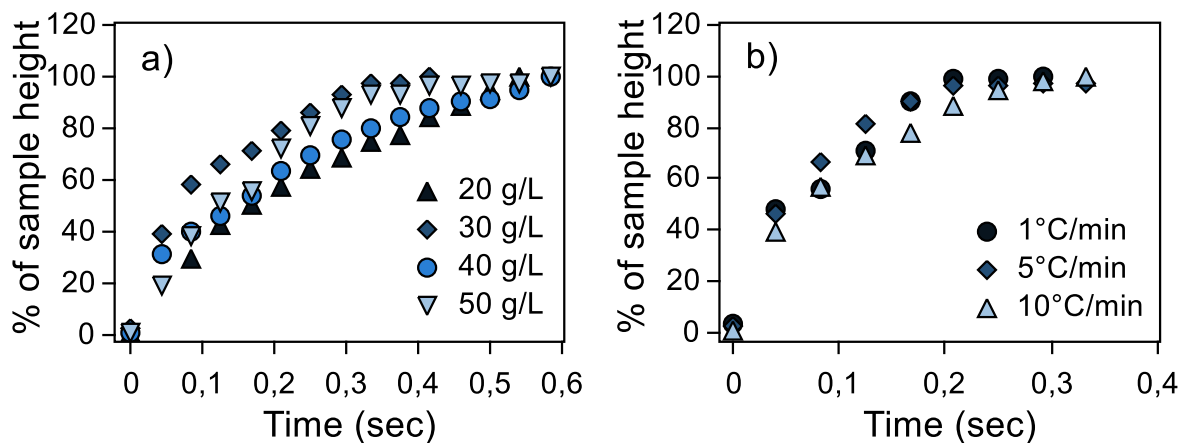 a)
% of sample height
120
100
80
60
40
20
0
20 g/L
30 g/L
40 g/L
50 g/L
0 0,1 0,2 0,3 0,4 0,5 0,6
Time (sec)
b)
% of sample height
120
100
80
60
40
20
0
1°C/min
5°C/min
10°C/min
0 0,1 0,2 0,3 0,4
Time (sec)